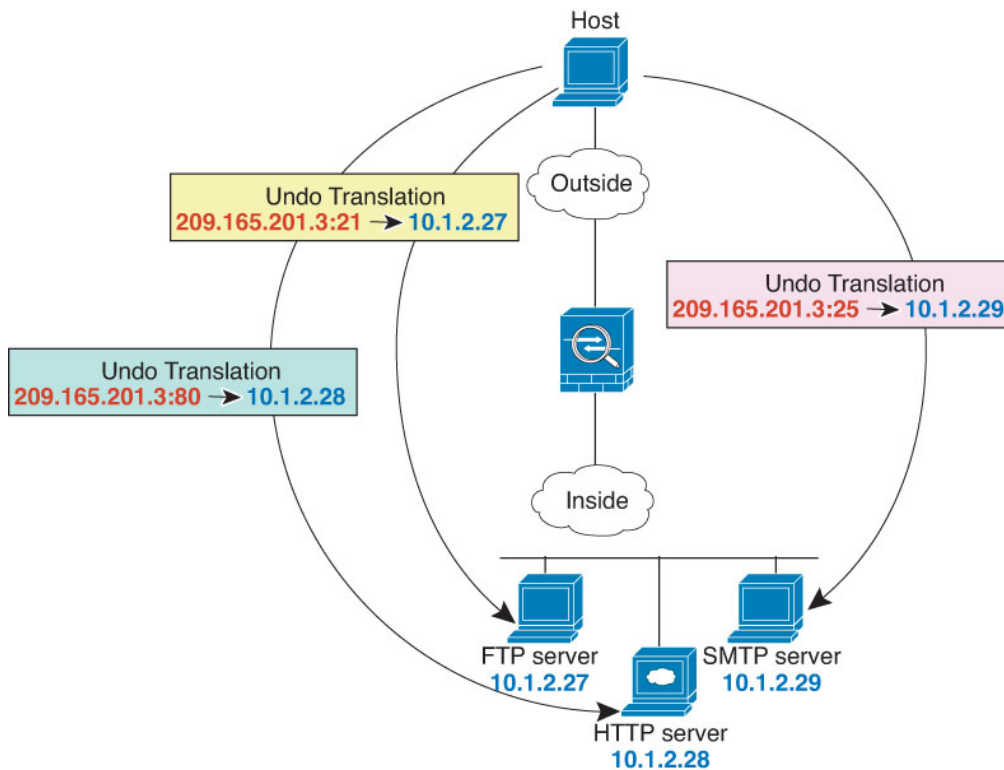 Host
Outside
Undo Translation
209.165.201.3:21 → 10.1.2.27
Undo Translation
209.165.201.3:25 → 10.1.2.29
Undo Translation
209.165.201.3:80 → 10.1.2.28
Inside
FTP server
10.1.2.27
SMTP server
10.1.2.29
HTTP server
10.1.2.28